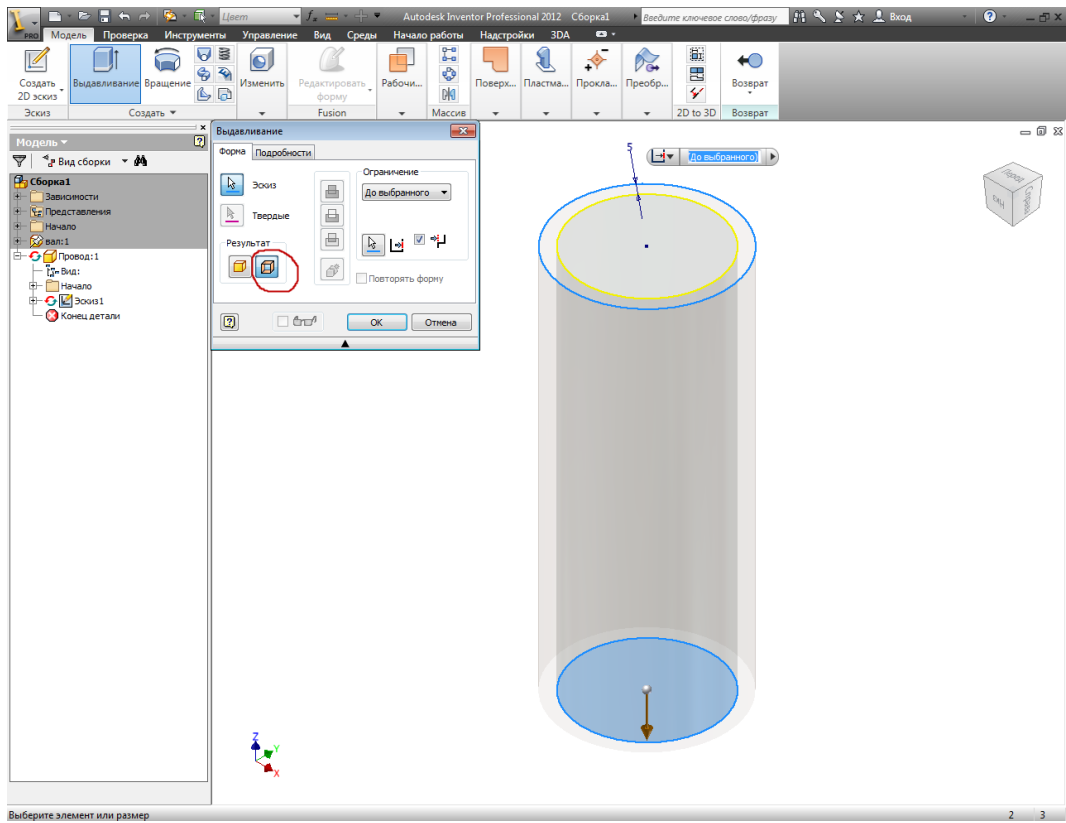 Цвет
Autodesk Inventor Professional 2012 Сборка1
Введите ключевое слово/фразу
Вход
PRO
Модель Проверка Инструменты Управление Вид Среды Начало работы Надстройки 3DA
Создать
2D эскиз
Выдавливание
Вращение
Изменить
Редактировать
форму
Рабочи...
Поверх...
Пластма...
Прокла...
Преобр...
Возврат
Эскиз
Создать
Fusion
Массив
2D to 3D
Возврат
Модель
Вид сборки
Сборка1
Зависимости
Представления
Начало
вал:1
Провод:1
Вид:
Начало
Эскиз1
Конец детали
Выдавливание
Форма
Подробности
Эскиз
Твердые
Результат
Ограничение
До выбранного
Повторять форму
OK
Отмена
5
До выбранного
Перед
Справа
Низ
Z
Y
X
Выберите элемент или размер
2 3